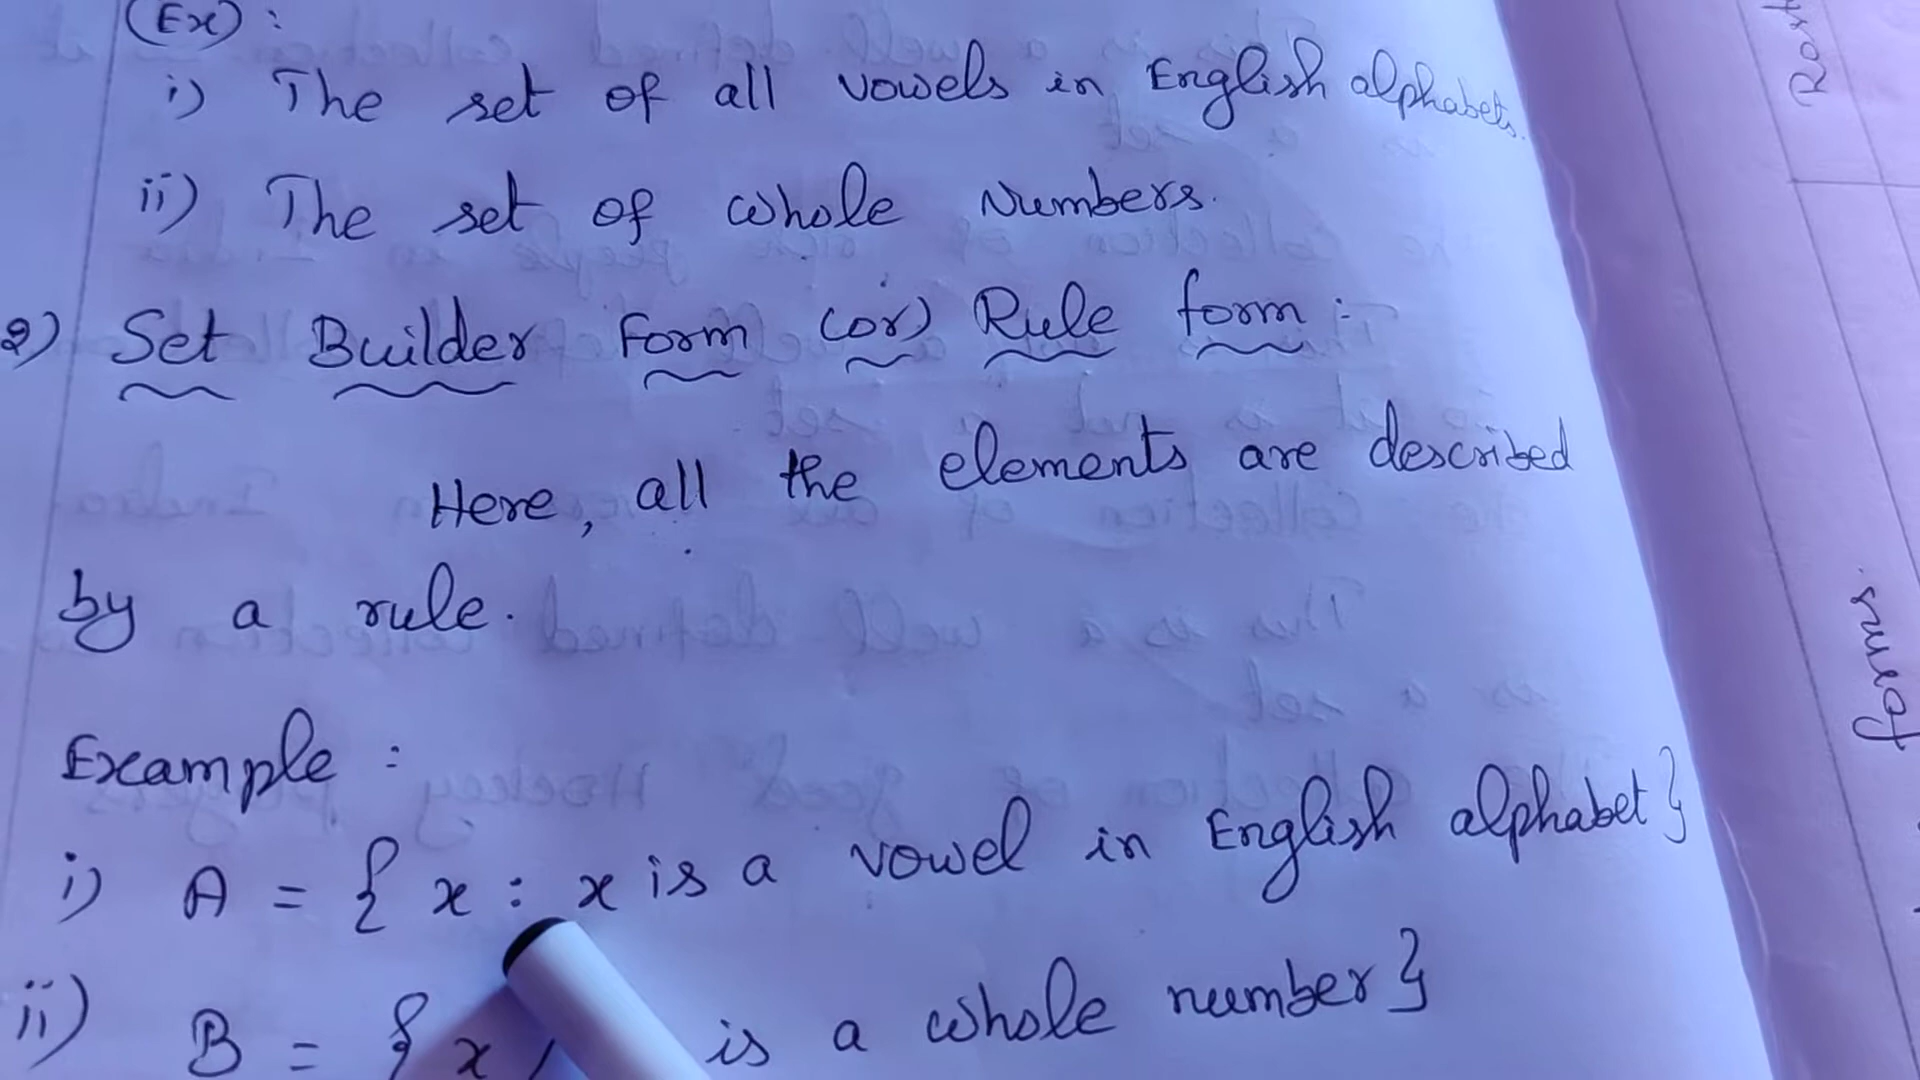 (Ex) :
i) The set of all vowels in English alphabets.
ii) The set of whole Numbers.
2) Set Builder Form (or) Rule form :-
Here, all the elements are described
by a rule.
Example :
i) A = { x : x is a vowel in English alphabet }
ii) B = { x is a whole number }
forms.